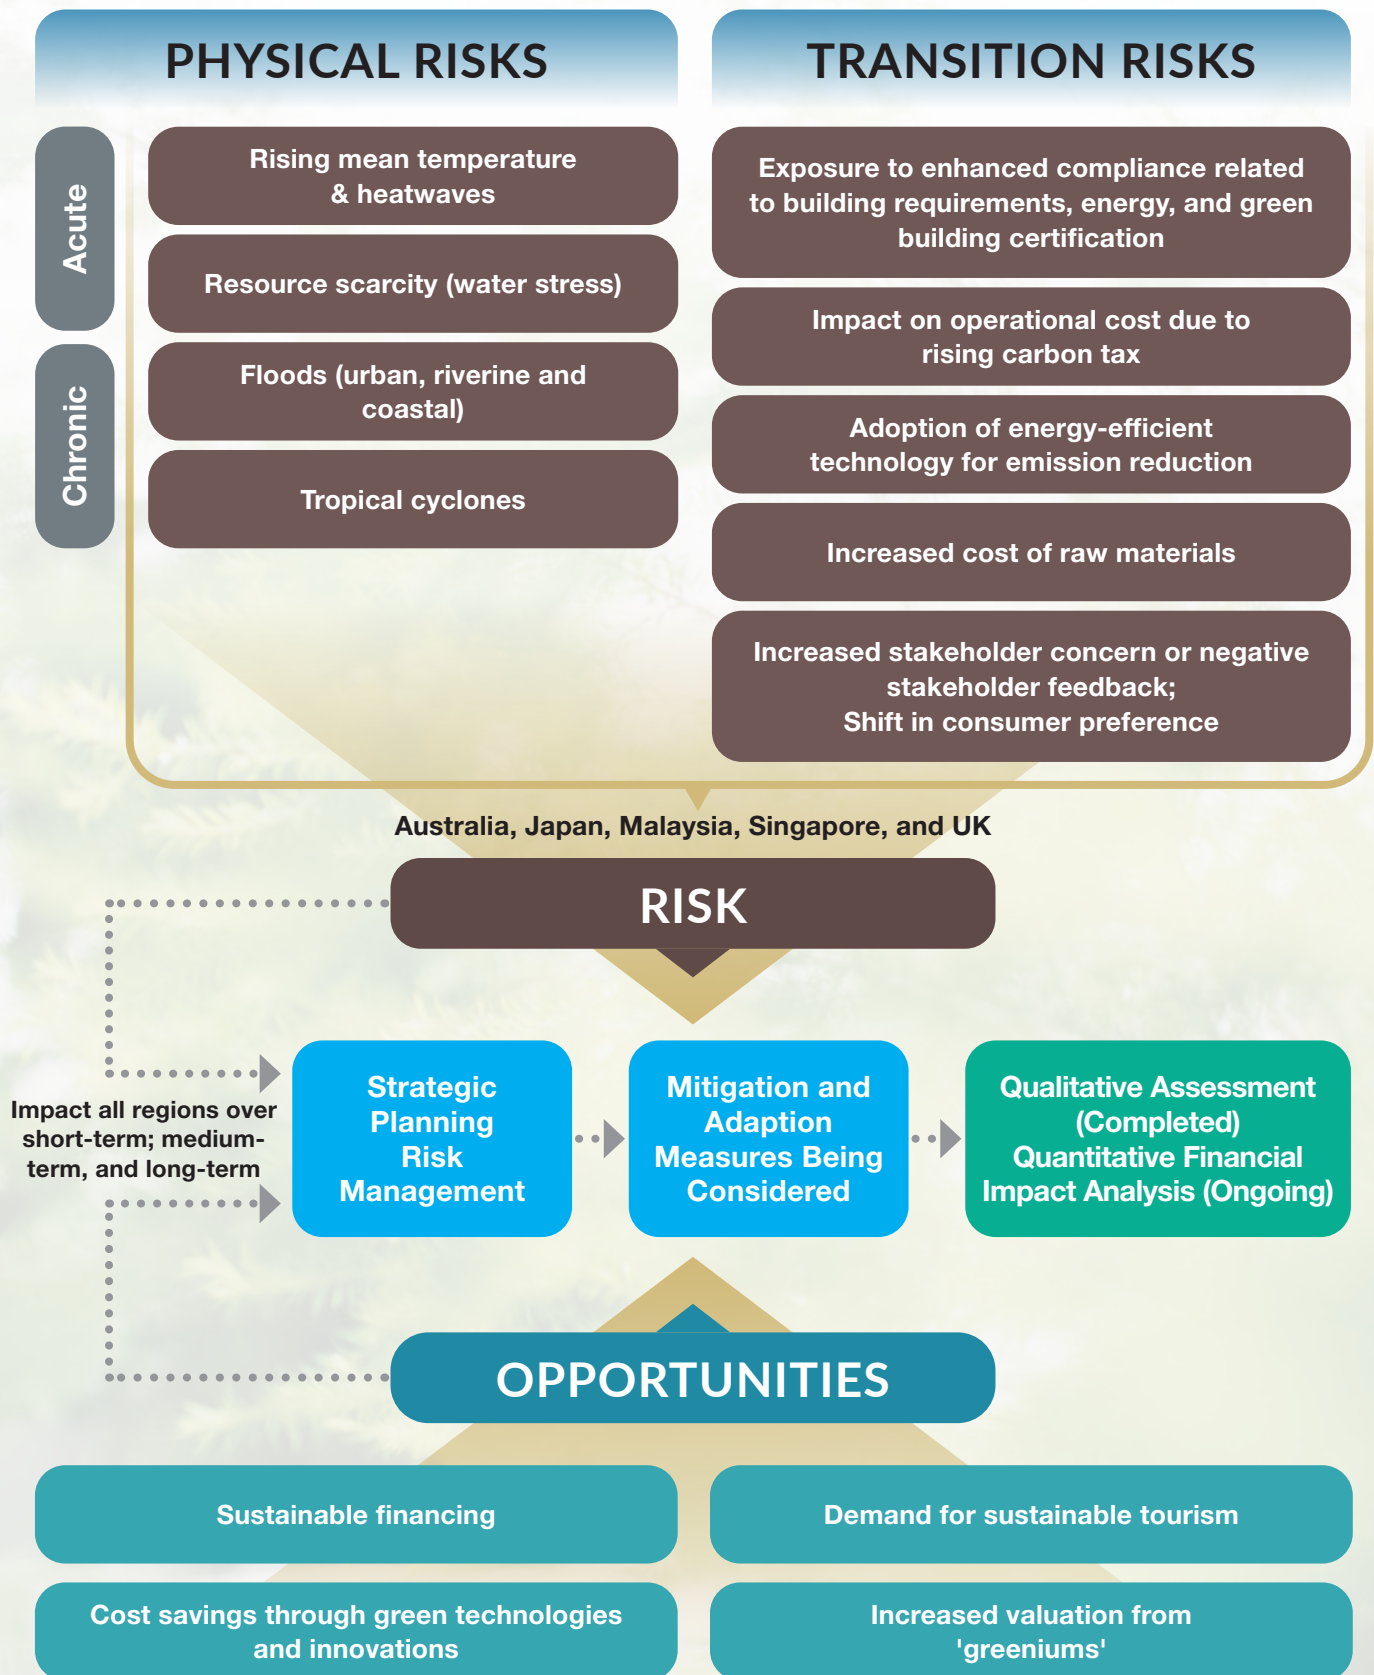 PHYSICAL RISKS
Acute
Rising mean temperature
& heatwaves
Resource scarcity (water stress)
Chronic
Floods (urban, riverine and
coastal)
Tropical cyclones
TRANSITION RISKS
Exposure to enhanced compliance related
to building requirements, energy, and green
building certification
Impact on operational cost due to
rising carbon tax
Adoption of energy-efficient
technology for emission reduction
Increased cost of raw materials
Increased stakeholder concern or negative
stakeholder feedback;
Shift in consumer preference
Australia, Japan, Malaysia, Singapore, and UK
RISK
Impact all regions over
short-term; medium-
term, and long-term
Strategic
Planning
Risk
Management
Mitigation and
Adaption
Measures Being
Considered
Qualitative Assessment
(Completed)
Quantitative Financial
Impact Analysis (Ongoing)
OPPORTUNITIES
Sustainable financing
Demand for sustainable tourism
Cost savings through green technologies
and innovations
Increased valuation from
'greeniums'